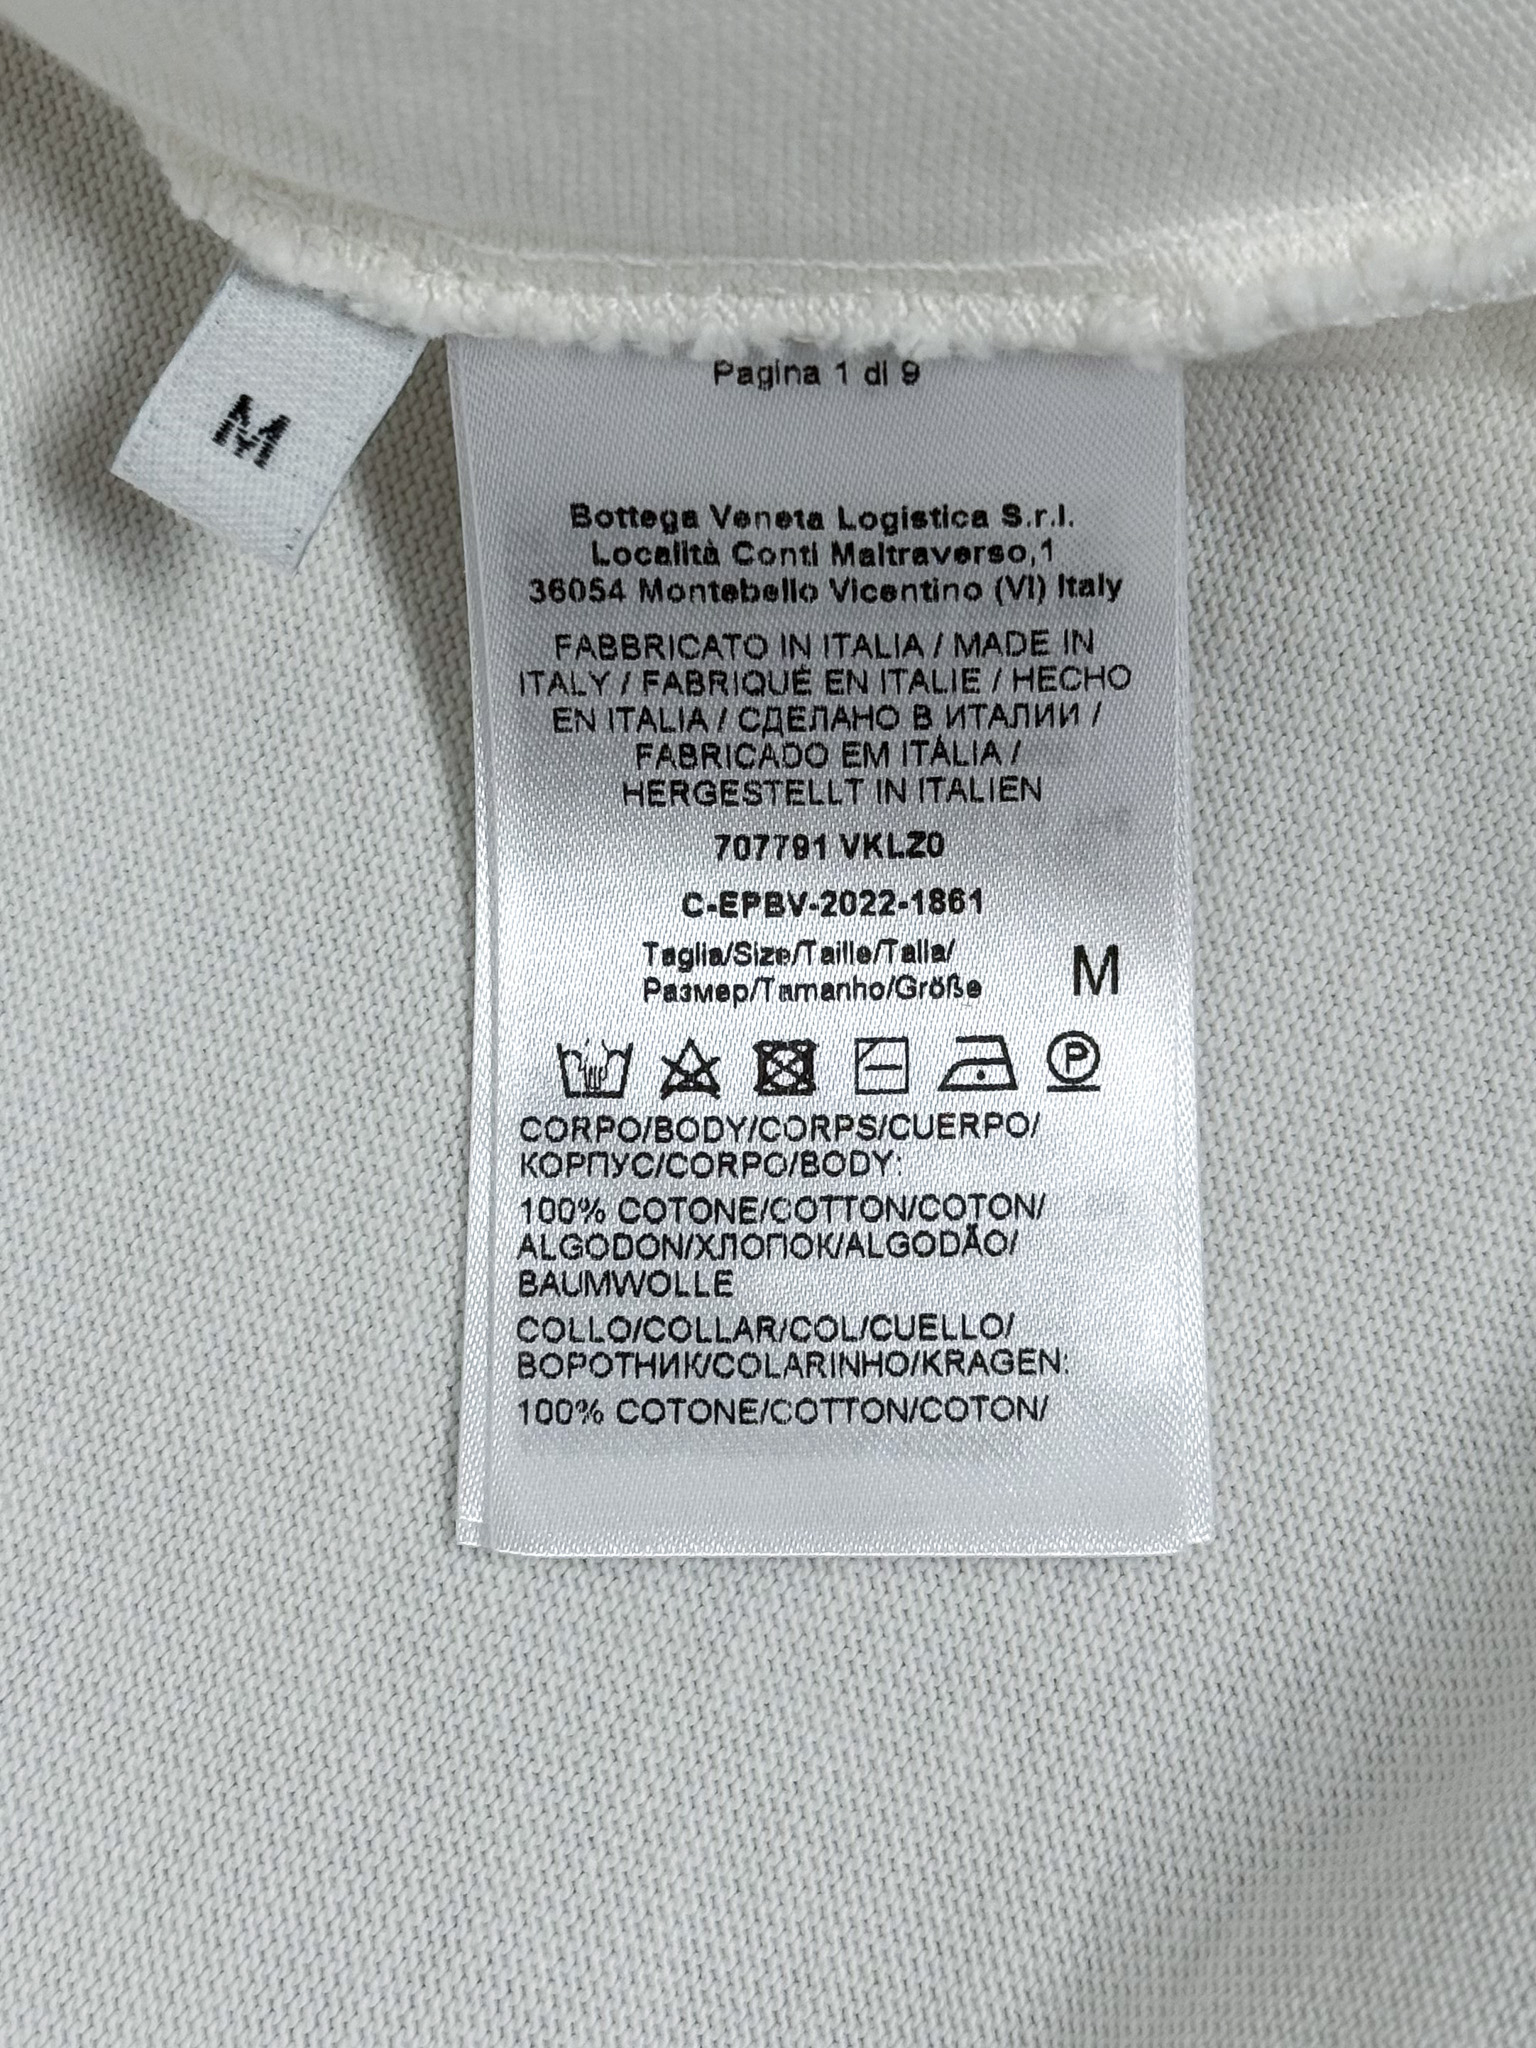 M
Pagina 1 di 9
Bottega Veneta Logistica S.r.l.
Località Conti Maltraverso,1
36054 Montebello Vicentino (VI) Italy
FABBRICATO IN ITALIA / MADE IN
ITALY / FABRIQUÉ EN ITALIE / HECHO
EN ITALIA / СДЕЛАНО В ИТАЛИИ /
FABRICADO EM ITÁLIA /
HERGESTELLT IN ITALIEN
707791 VKLZ0
C-EPBV-2022-1861
Taglia/Size/Taille/Talla/
Размер/Tamanho/Größe M
P
CORPO/BODY/CORPS/CUERPO/
КОРПУС/CORPO/BODY:
100% COTONE/COTTON/COTON/
ALGODON/ХЛОПОК/ALGODÃO/
BAUMWOLLE
COLLO/COLLAR/COL/CUELLO/
ВОРОТНИК/COLARINHO/KRAGEN:
100% COTONE/COTTON/COTON/